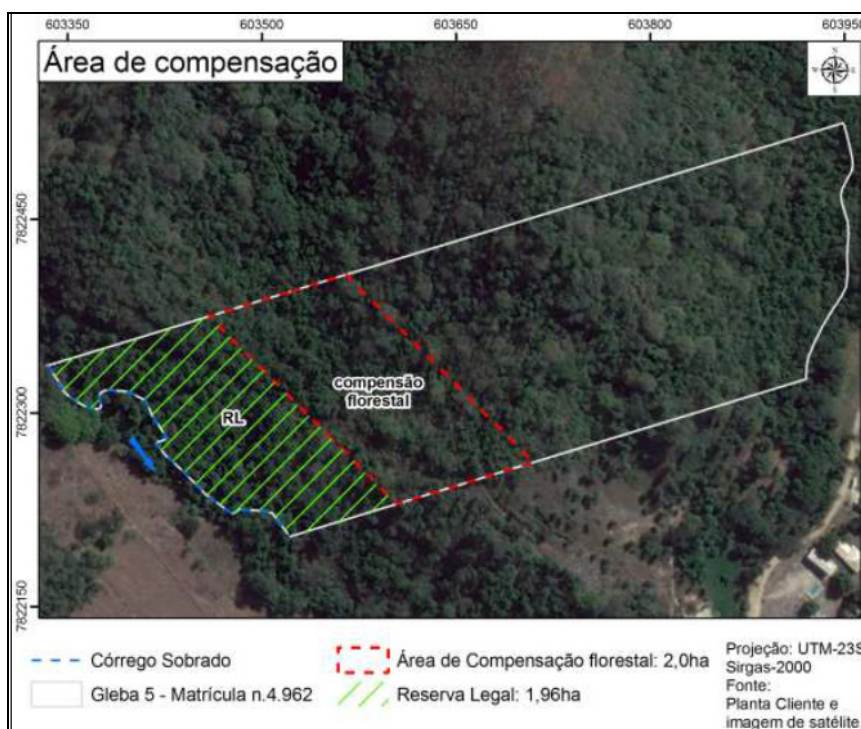 603350 603500 603650 603800 603950
Área de compensação
N
W E
S
7822450
7822300
7822150
compensão
florestal
RL
Córrego Sobrado
Gleba 5 - Matrícula n.4.962
Área de Compensação florestal: 2,0ha
Reserva Legal: 1,96ha
Projeção: UTM-23S
Sirgas-2000
Fonte:
Planta Cliente e
imagem de satélite